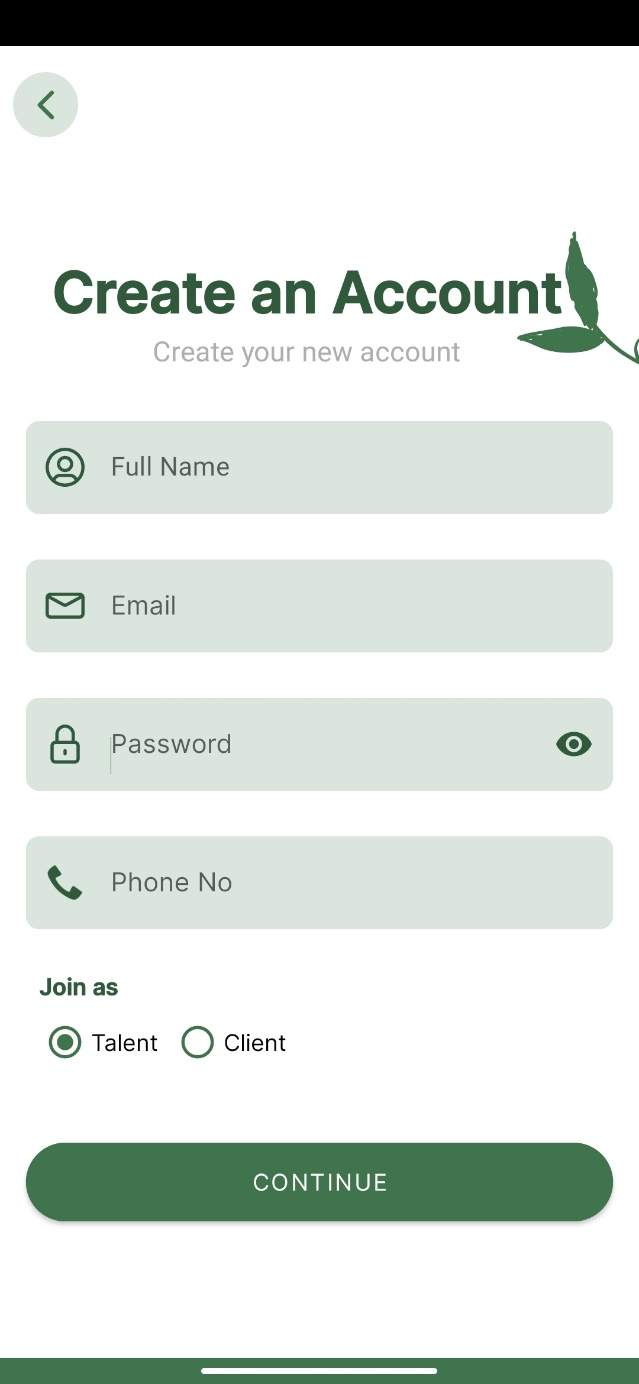 Create an Account
Create your new account
Full Name
Email
Password
Phone No
Join as
Talent Client
CONTINUE